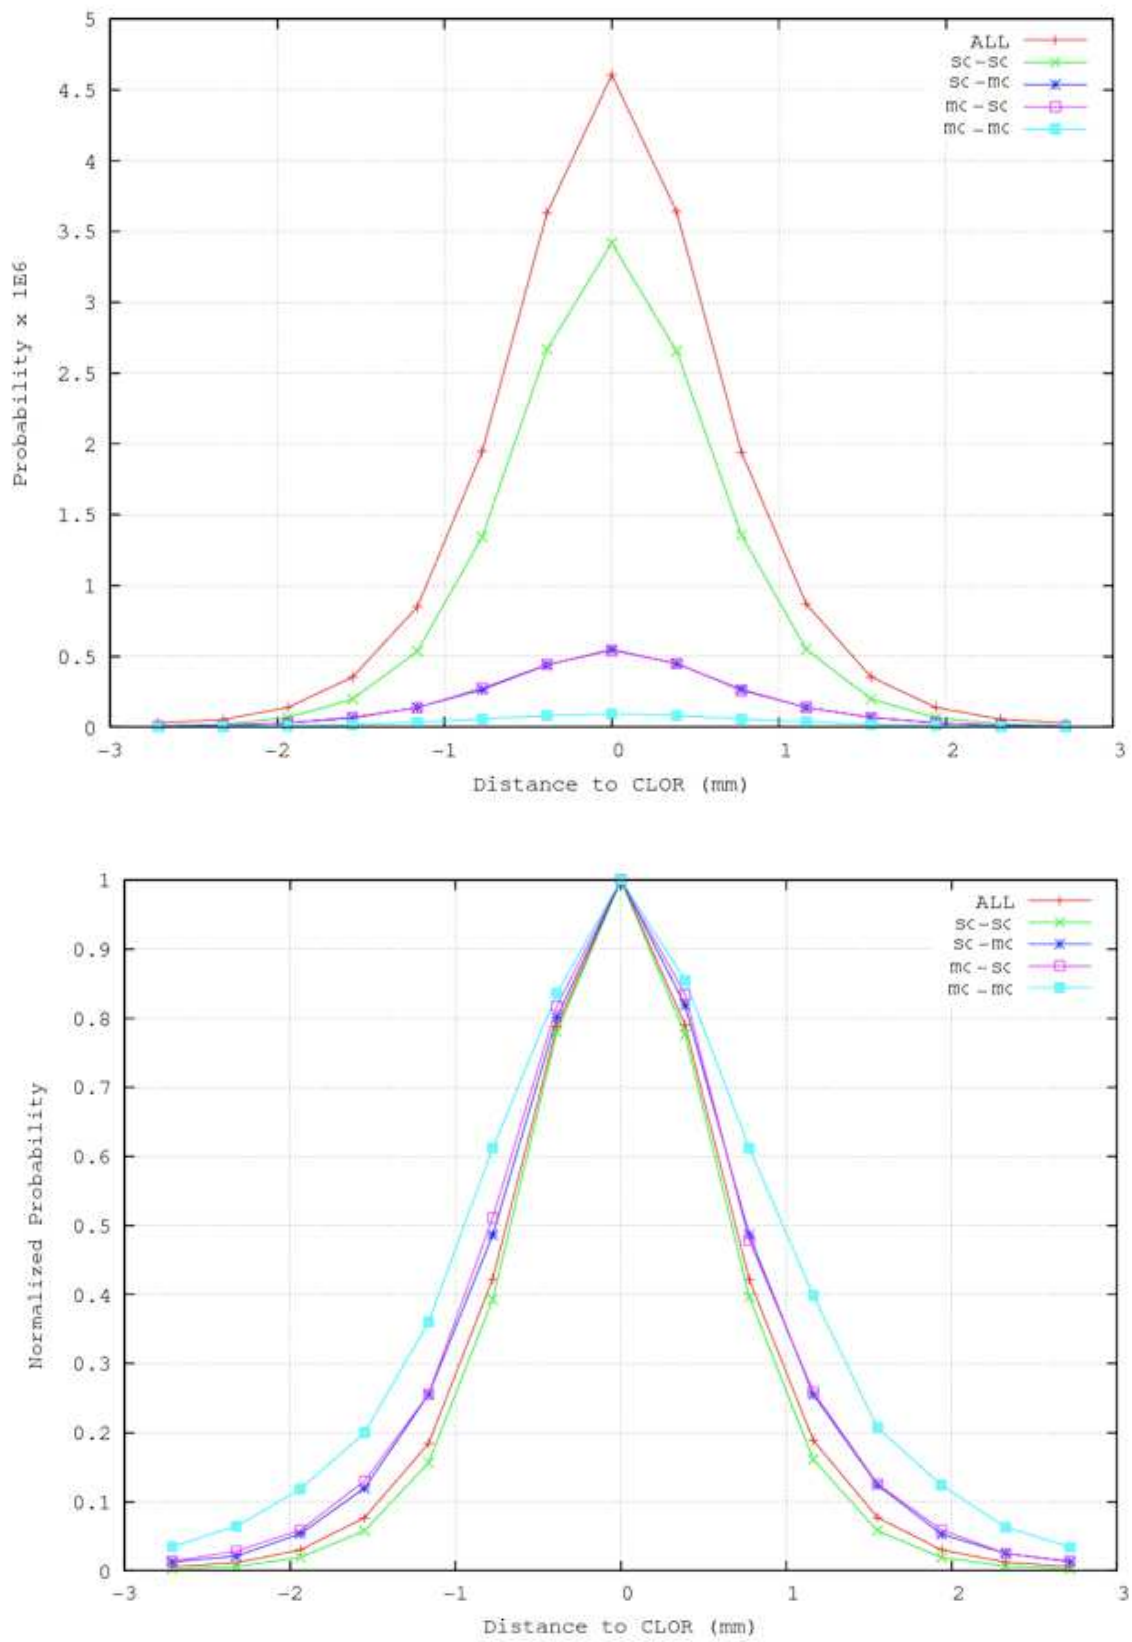 5
4.5
4
3.5
3
2.5
2
1.5
1
0.5
0
-3
-2
-1
0
1
2
3
Probability x 1E6
Distance to CLOR (mm)
ALL
sc-sc
sc-mc
mc-sc
mc-mc
1
0.9
0.8
0.7
0.6
0.5
0.4
0.3
0.2
0.1
0
-3
-2
-1
0
1
2
3
Normalized Probability
Distance to CLOR (mm)
ALL
sc-sc
sc-mc
mc-sc
mc-mc